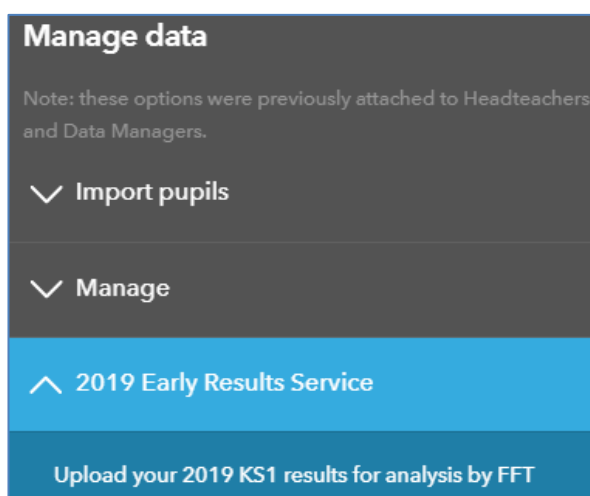 Manage data
Note: these options were previously attached to Headteachers
and Data Managers.
Import pupils
Manage
2019 Early Results Service
Upload your 2019 KS1 results for analysis by FFT